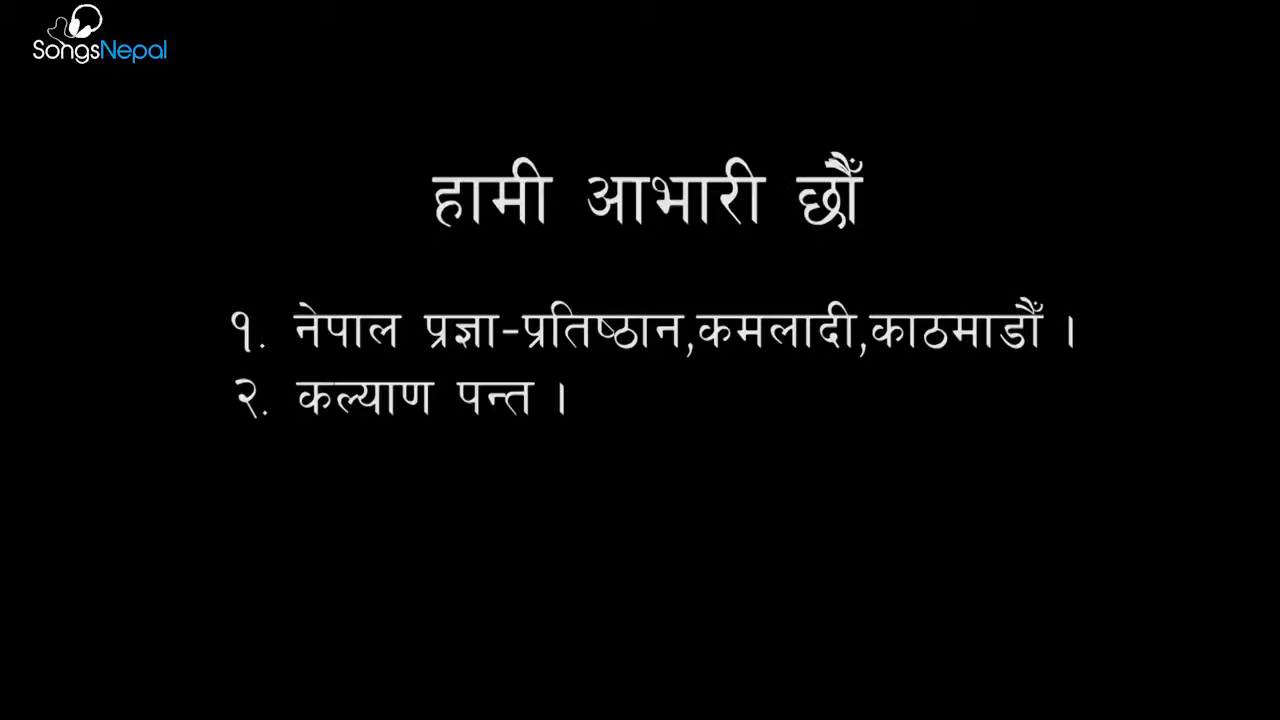 SongsNepal
हामी आभारी छौँ
१. नेपाल प्रज्ञा-प्रतिष्ठान,कमलादी,काठमाडौँ ।
२. कल्याण पन्त ।